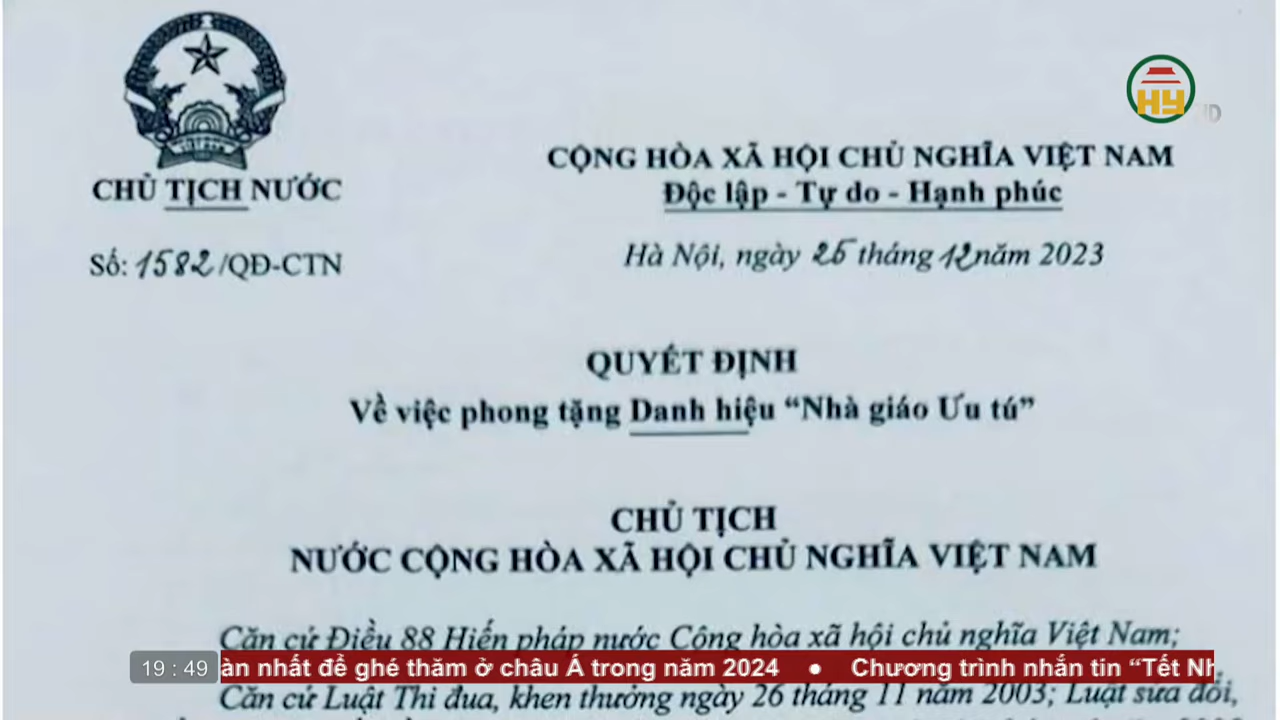 CHỦ TỊCH NƯỚC
Số: 1582/QĐ-CTN
CỘNG HÒA XÃ HỘI CHỦ NGHĨA VIỆT NAM
Độc lập - Tự do - Hạnh phúc
Hà Nội, ngày 25 tháng 12 năm 2023
HY
QUYẾT ĐỊNH
Về việc phong tặng Danh hiệu “Nhà giáo Ưu tú”
CHỦ TỊCH
NƯỚC CỘNG HÒA XÃ HỘI CHỦ NGHĨA VIỆT NAM
Căn cứ Điều 88 Hiến pháp nước Cộng hòa xã hội chủ nghĩa Việt Nam;
19 : 49 àn nhất để ghé thăm ở châu Á trong năm 2024 ● Chương trình nhắn tin “Tết Nh
Căn cứ Luật Thi đua, khen thưởng ngày 26 tháng 11 năm 2003; Luật sửa đổi,